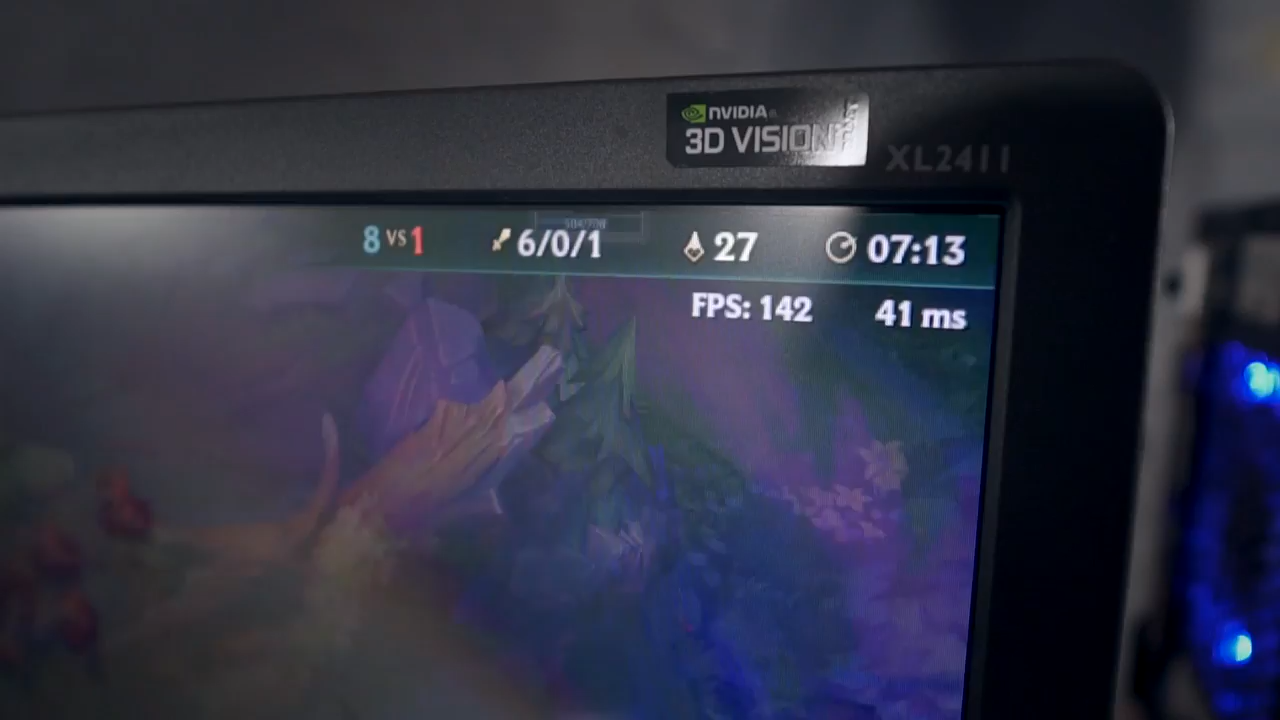 NVIDIA
3D VISION
XL2411
8 VS 1 6/0/1 27 07:13
FPS: 142 41 ms